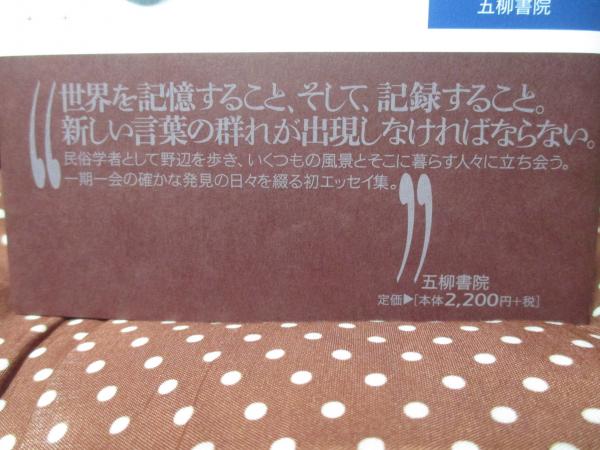 五柳書院
世界を記憶すること、そして、記録すること。
新しい言葉の群れが出現しなければならない。
民俗学者として野辺を歩き、いくつもの風景とそこに暮らす人々に立ち会う。
一期一会の確かな発見の日々を綴る初エッセイ集。
五柳書院
定価▶[本体2,200円+税]